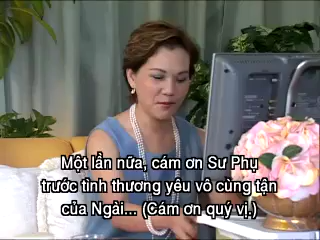 Một lần nữa, cám ơn Sư Phụ
trước tình thương yêu vô cùng tận
của Ngài... (Cám ơn quý vị.)